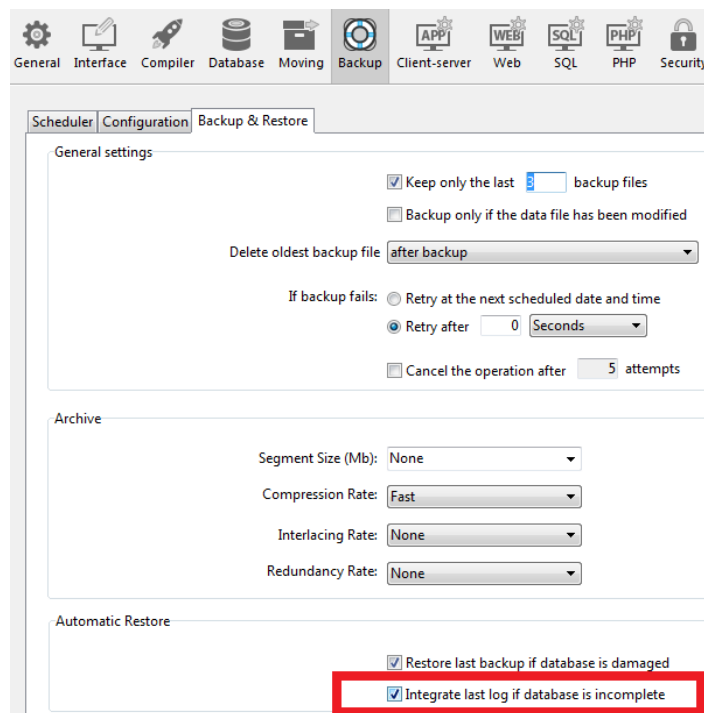 APP WEB SQL PHP
General Interface Compiler Database Moving Backup Client-server Web SQL PHP Security
Scheduler Configuration Backup & Restore
General settings
Keep only the last 3 backup files
Backup only if the data file has been modified
Delete oldest backup file after backup
If backup fails: Retry at the next scheduled date and time
Retry after 0 Seconds
Cancel the operation after 5 attempts
Archive
Segment Size (Mb): None
Compression Rate: Fast
Interlacing Rate: None
Redundancy Rate: None
Automatic Restore
Restore last backup if database is damaged
Integrate last log if database is incomplete